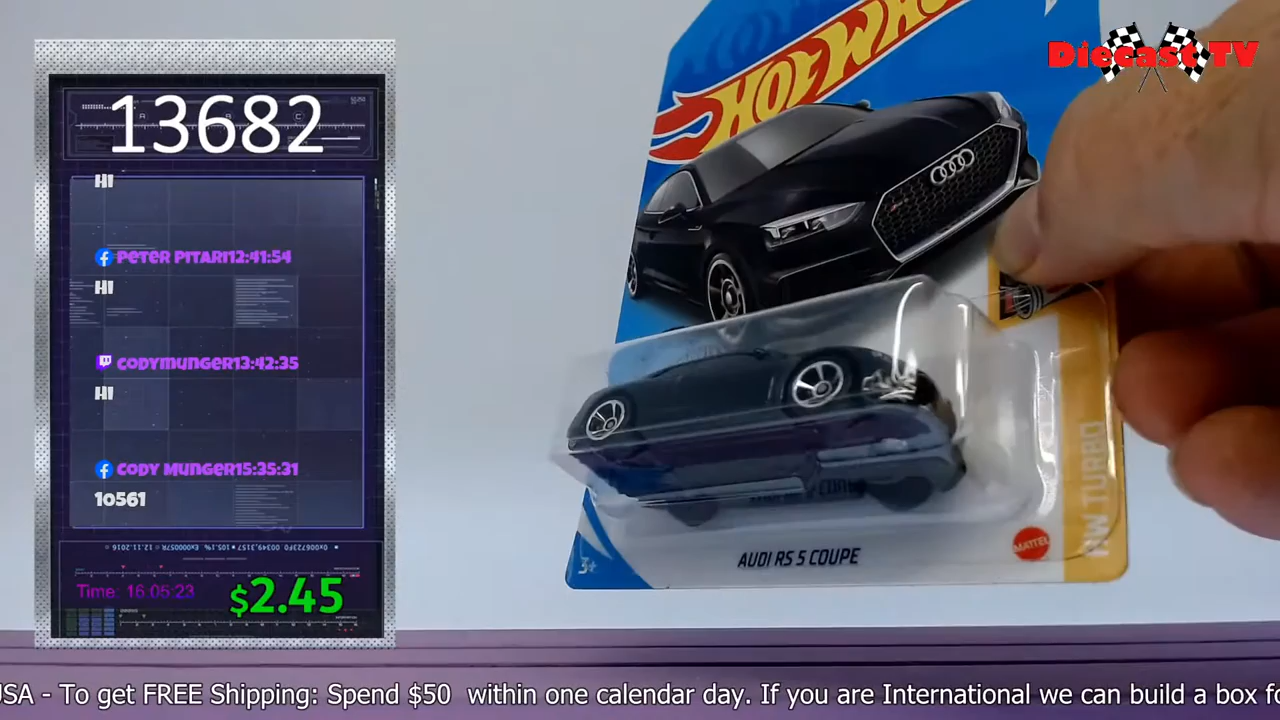 13682
HI
PETER PITARI12:41:54
HI
CODYMUNGER13:42:35
HI
CODY MUNGER15:35:31
10561
Time: 16:05:23
$2.45
Diecast TV
HOT WH
AUDI RS 5 COUPE
MATTEL
HW TURBO
3+
USA - To get FREE Shipping: Spend $50 within one calendar day. If you are International we can build a box fo